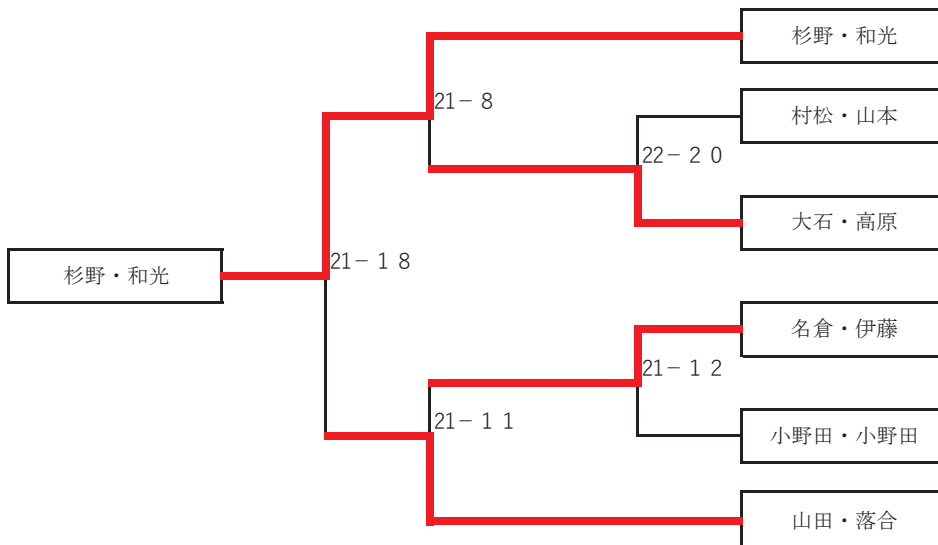 杉野・和光
21－８
村松・山本
22－２０
大石・高原
21－１８
杉野・和光
名倉・伊藤
21－１２
21－１１
小野田・小野田
山田・落合